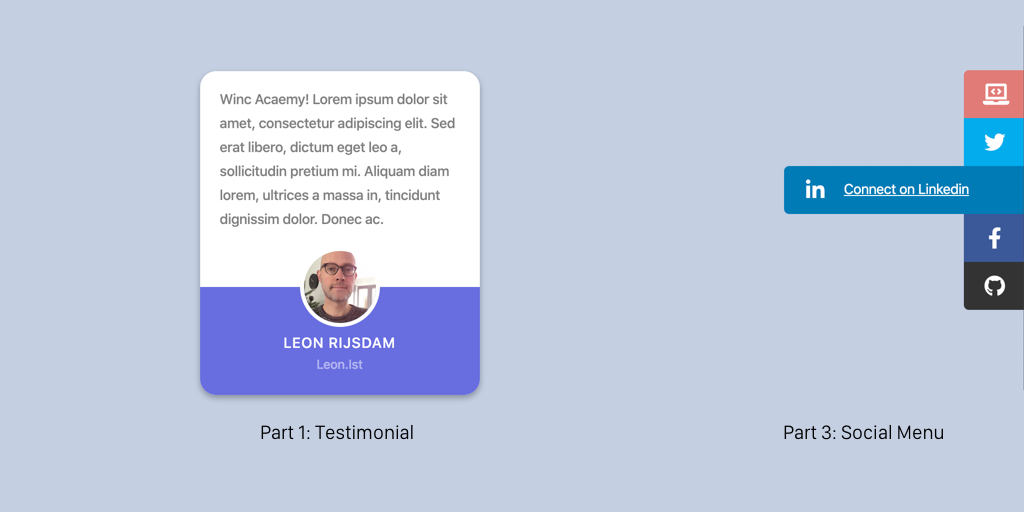 Winc Acaemy! Lorem ipsum dolor sit
amet, consectetur adipiscing elit. Sed
erat libero, dictum eget leo a,
sollicitudin pretium mi. Aliquam diam
lorem, ultrices a massa in, tincidunt
dignissim dolor. Donec ac.
LEON RIJSDAM
Leon.Ist
Part 1: Testimonial
in Connect on Linkedin
Part 3: Social Menu